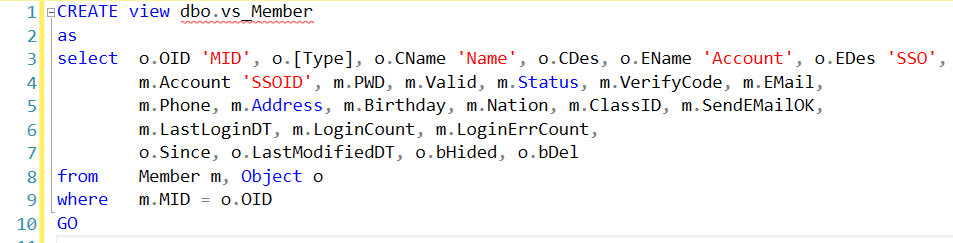 1 CREATE view dbo.vs_Member
2 as
3 select o.OID 'MID', o.[Type], o.CName 'Name', o.CDes, o.EName 'Account', o.EDes 'SSO',
4 m.Account 'SSOID', m.PWD, m.Valid, m.Status, m.VerifyCode, m.EMail,
5 m.Phone, m.Address, m.Birthday, m.Nation, m.ClassID, m.SendEMailOK,
6 m.LastLoginDT, m.LoginCount, m.LoginErrCount,
7 o.Since, o.LastModifiedDT, o.bHided, o.bDel
8 from Member m, Object o
9 where m.MID = o.OID
10 GO